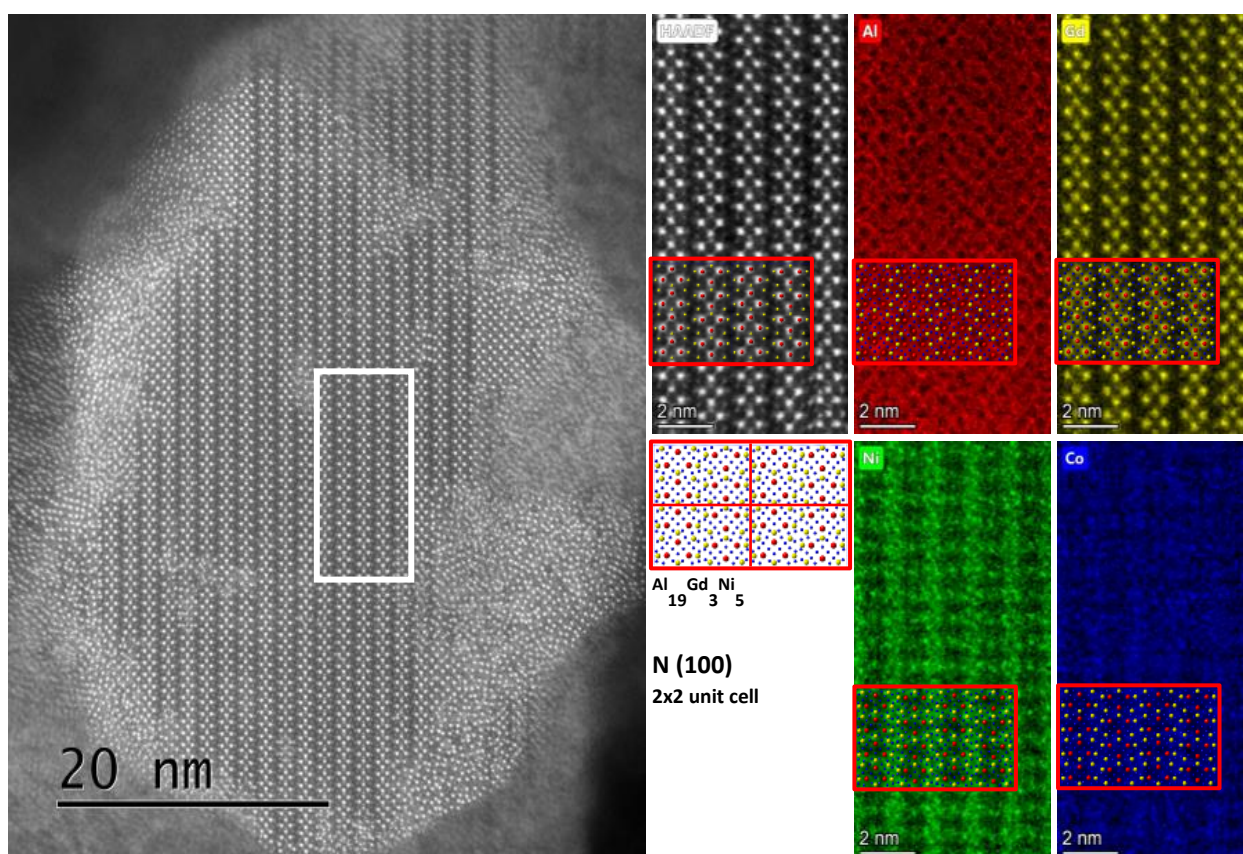 20 nm
HAADF
2 nm
Al
2 nm
Gd
2 nm
Al19Gd3Ni5
N (100)
2x2 unit cell
Ni
2 nm
Co
2 nm